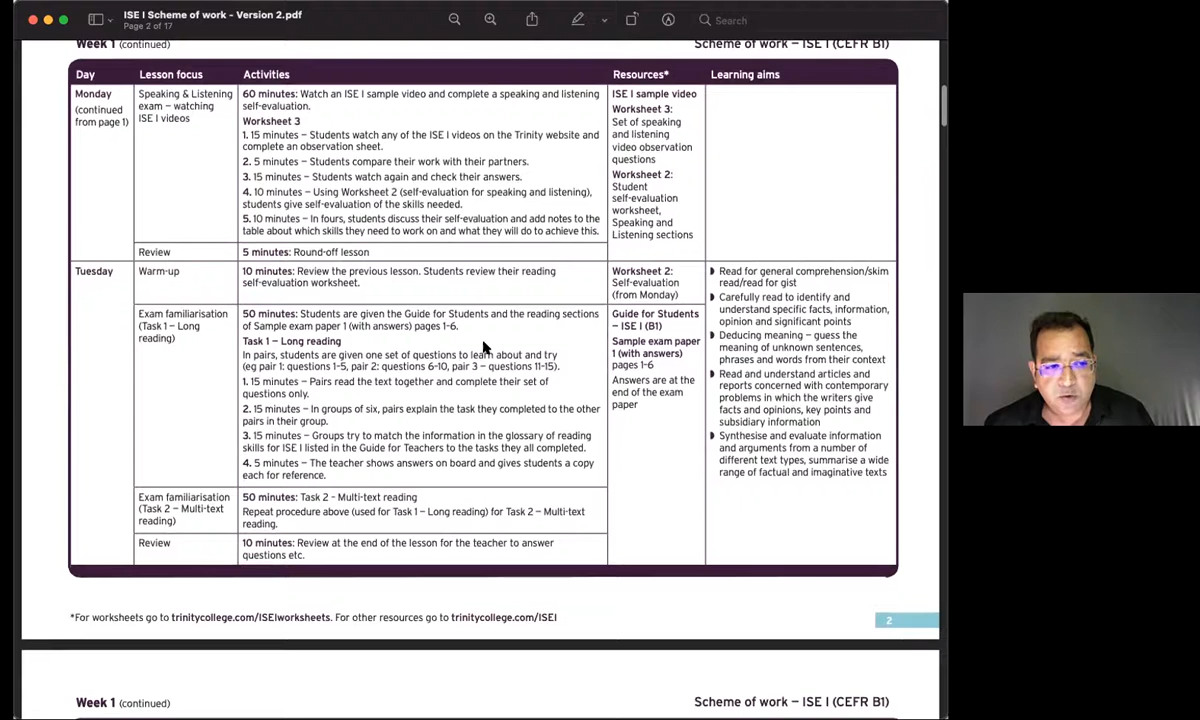 ISE I Scheme of work - Version 2.pdf
Page 2 of 17
Search
Week 1 (continued)
Scheme of work – ISE I (CEFR B1)
Day
Lesson focus
Activities
Resources*
Learning aims
Monday
(continued
from page 1)
Speaking & Listening
exam – watching
ISE I videos
60 minutes: Watch an ISE I sample video and complete a speaking and listening
self-evaluation.
Worksheet 3
1. 15 minutes – Students watch any of the ISE I videos on the Trinity website and
complete an observation sheet.
2. 5 minutes – Students compare their work with their partners.
3. 15 minutes – Students watch again and check their answers.
4. 10 minutes – Using Worksheet 2 (self-evaluation for speaking and listening),
students give self-evaluation of the skills needed.
5. 10 minutes – In fours, students discuss their self-evaluation and add notes to the
table about which skills they need to work on and what they will do to achieve this.
ISE I sample video
Worksheet 3:
Set of speaking
and listening
video observation
questions
Worksheet 2:
Student
self-evaluation
worksheet,
Speaking and
Listening sections
Review
5 minutes: Round-off lesson
Tuesday
Warm-up
10 minutes: Review the previous lesson. Students review their reading
self-evaluation worksheet.
Worksheet 2:
Self-evaluation
(from Monday)
Exam familiarisation
(Task 1 – Long
reading)
50 minutes: Students are given the Guide for Students and the reading sections
of Sample exam paper 1 (with answers) pages 1-6.
Task 1 – Long reading
In pairs, students are given one set of questions to learn about and try
(eg pair 1: questions 1-5, pair 2: questions 6-10, pair 3 – questions 11-15).
1. 15 minutes – Pairs read the text together and complete their set of
questions only.
2. 15 minutes – In groups of six, pairs explain the task they completed to the other
pairs in their group.
3. 15 minutes – Groups try to match the information in the glossary of reading
skills for ISE I listed in the Guide for Teachers to the tasks they all completed.
4. 5 minutes – The teacher shows answers on board and gives students a copy
each for reference.
Guide for Students
– ISE I (B1)
Sample exam paper
1 (with answers)
pages 1-6
Answers are at the
end of the exam
paper
Read for general comprehension/skim
read/read for gist
Carefully read to identify and
understand specific facts, information,
opinion and significant points
Deducing meaning – guess the
meaning of unknown sentences,
phrases and words from their context
Read and understand articles and
reports concerned with contemporary
problems in which the writers give
facts and opinions, key points and
subsidiary information
Synthesise and evaluate information
and arguments from a number of
different text types, summarise a wide
range of factual and imaginative texts
Exam familiarisation
(Task 2 – Multi-text
reading)
50 minutes: Task 2 - Multi-text reading
Repeat procedure above (used for Task 1 – Long reading) for Task 2 – Multi-text
reading.
Review
10 minutes: Review at the end of the lesson for the teacher to answer
questions etc.
*For worksheets go to trinitycollege.com/ISEIworksheets. For other resources go to trinitycollege.com/ISEI
2
Week 1 (continued)
Scheme of work – ISE I (CEFR B1)